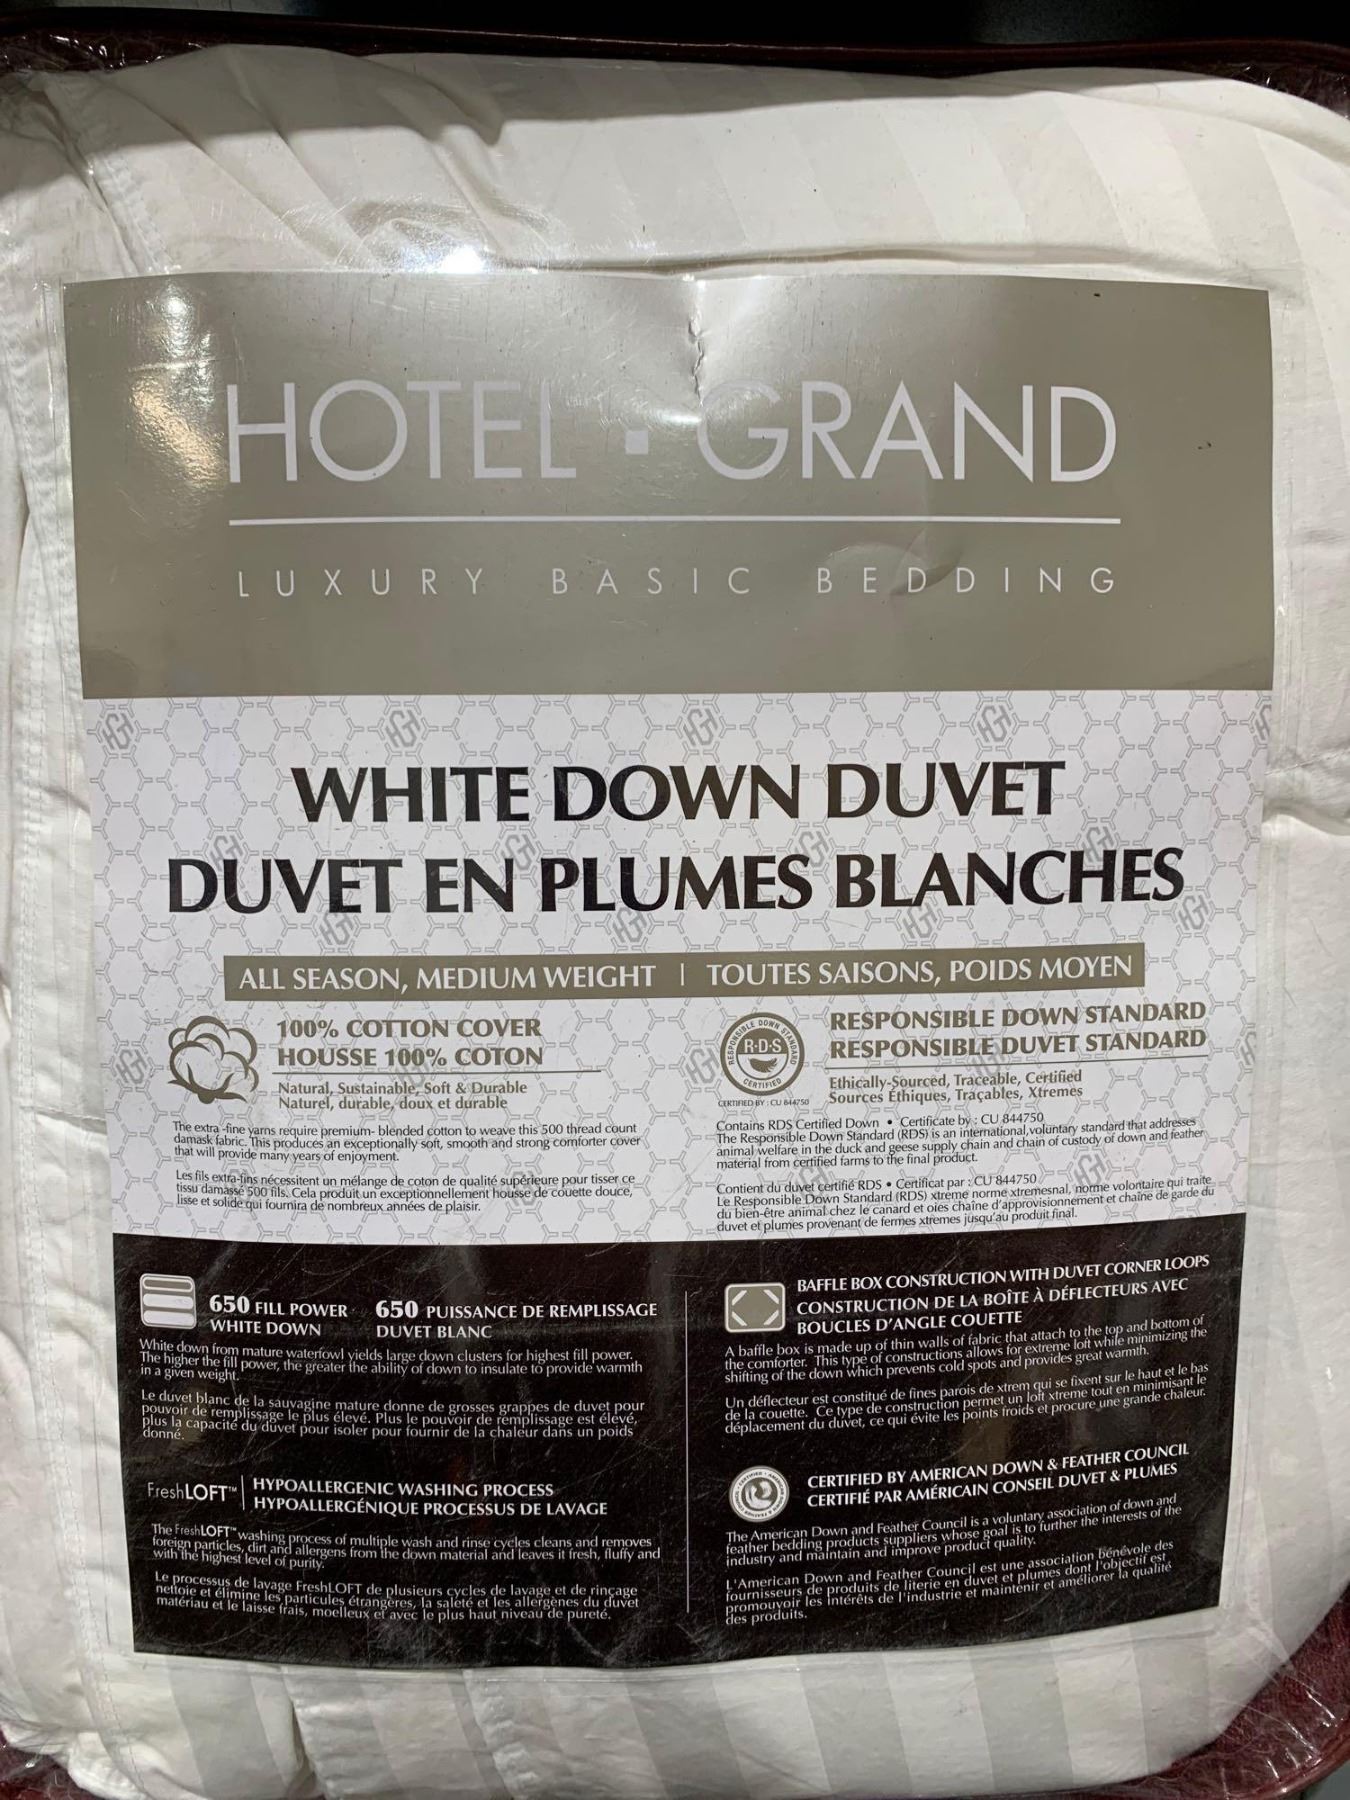 HOTEL · GRAND
LUXURY BASIC BEDDING
WHITE DOWN DUVET
DUVET EN PLUMES BLANCHES
ALL SEASON, MEDIUM WEIGHT | TOUTES SAISONS, POIDS MOYEN
100% COTTON COVER
HOUSSE 100% COTON
Natural, Sustainable, Soft & Durable
Naturel, durable, doux et durable
The extra -fine yarns require premium- blended cotton to weave this 500 thread count
damask fabric. This produces an exceptionally soft, smooth and strong comforter cover
that will provide many years of enjoyment.
Les fils extra-fins nécessitent un mélange de coton de qualité supérieure pour tisser ce
tissu damassé 500 fils. Cela produit un exceptionnellement housse de couette douce,
lisse et solide qui fournira de nombreux années de plaisir.
RESPONSIBLE DOWN STANDARD
R·D·S
CERTIFIED
CERTIFIED BY : CU 844750
RESPONSIBLE DOWN STANDARD
RESPONSIBLE DUVET STANDARD
Ethically-Sourced, Traceable, Certified
Sources Éthiques, Traçables, Xtremes
Contains RDS Certified Down • Certificate by : CU 844750
The Responsible Down Standard (RDS) is an international,voluntary standard that addresses
animal welfare in the duck and geese supply chain and chain of custody of down and feather
material from certified farms to the final product.
Contient du duvet certifié RDS • Certificat par : CU 844750
Le Responsible Down Standard (RDS) xtreme norme xtremesnal, norme volontaire qui traite
du bien-être animal chez le canard et oies chaîne d'approvisionnement et chaîne de garde du
duvet et plumes provenant de fermes xtremes jusqu'au produit final.
650 FILL POWER
WHITE DOWN
650 PUISSANCE DE REMPLISSAGE
DUVET BLANC
White down from mature waterfowl yields large down clusters for highest fill power.
The higher the fill power, the greater the ability of down to insulate to provide warmth
in a given weight.
Le duvet blanc de la sauvagine mature donne de grosses grappes de duvet pour
pouvoir de remplissage le plus élevé. Plus le pouvoir de remplissage est élevé,
plus la capacité du duvet pour isoler pour fournir de la chaleur dans un poids
donné.
FreshLOFT™
HYPOALLERGENIC WASHING PROCESS
HYPOALLERGÉNIQUE PROCESSUS DE LAVAGE
The FreshLOFT™ washing process of multiple wash and rinse cycles cleans and removes
foreign particles, dirt and allergens from the down material and leaves it fresh, fluffy and
with the highest level of purity.
Le processus de lavage FreshLOFT de plusieurs cycles de lavage et de rinçage
nettoie et élimine les particules étrangères, la saleté et les allergènes du duvet
matériau et le laisse frais, moelleux et avec le plus haut niveau de pureté.
BAFFLE BOX CONSTRUCTION WITH DUVET CORNER LOOPS
CONSTRUCTION DE LA BOÎTE À DÉFLECTEURS AVEC
BOUCLES D'ANGLE COUETTE
A baffle box is made up of thin walls of fabric that attach to the top and bottom of
the comforter. This type of constructions allows for extreme loft while minimizing the
shifting of the down which prevents cold spots and provides great warmth.
Un déflecteur est constitué de fines parois de xtrem qui se fixent sur le haut et le bas
de la couette. Ce type de construction permet un loft xtreme tout en minimisant le
déplacement du duvet, ce qui évite les points froids et procure une grande chaleur.
CERTIFIED BY AMERICAN DOWN & FEATHER COUNCIL
CERTIFIÉ PAR AMÉRICAIN CONSEIL DUVET & PLUMES
The American Down and Feather Council is a voluntary association of down and
feather bedding products suppliers whose goal is to further the interests of the
industry and maintain and improve product quality.
L'American Down and Feather Council est une association bénévole des
fournisseurs de produits de literie en duvet et plumes dont l'objectif est
promouvoir les intérêts de l'industrie et maintenir et améliorer la qualité
des produits.